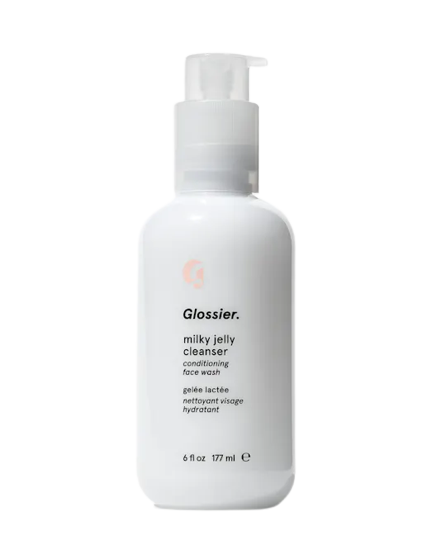 Glossier.
milky jelly
cleanser
conditioning
face wash
gelée lactée
nettoyant visage
hydratant
6 fl oz 177 ml ℮